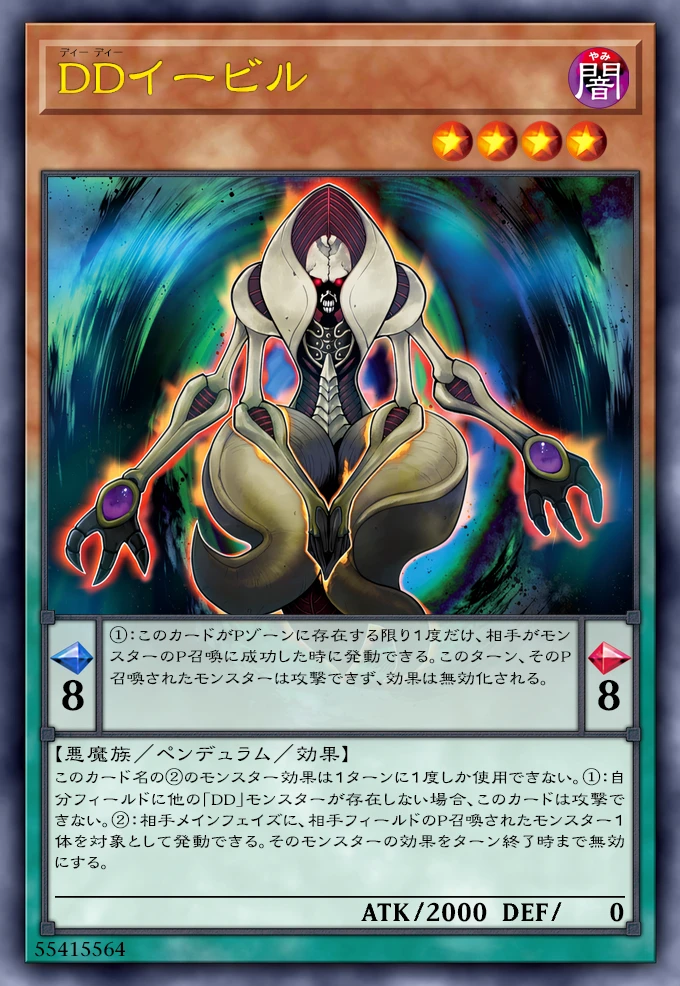 ディー ディー
DDイービル
やみ
闇
①：このカードがPゾーンに存在する限り1度だけ、相手がモン
スターのP召喚に成功した時に発動できる。このターン、そのP
召喚されたモンスターは攻撃できず、効果は無効化される。
8
8
【悪魔族／ペンデュラム／効果】
このカード名の②のモンスター効果は1ターンに1度しか使用できない。①：自
分フィールドに他の「DD」モンスターが存在しない場合、このカードは攻撃で
きない。②：相手メインフェイズに、相手フィールドのP召喚されたモンスター1
体を対象として発動できる。そのモンスターの効果をターン終了時まで無効
にする。
ATK/2000 DEF/ 0
55415564